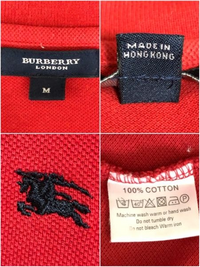 BURBERRY
LONDON
M
MADE IN
HONGKONG
100% COTTON
Machine wash warm or hand wash
Do not tumble dry
Do not bleach Warm iron